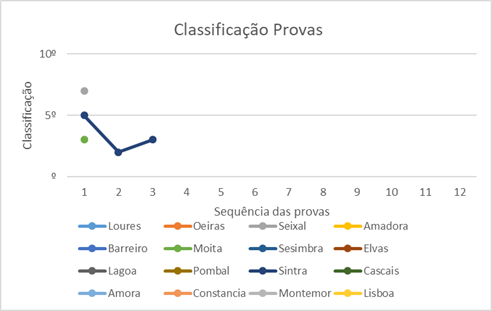 Classificação Provas
10º
5º
º
Classificação
1 2 3 4 5 6 7 8 9 10 11 12
Sequência das provas
Loures Oeiras Seixal Amadora
Barreiro Moita Sesimbra Elvas
Lagoa Pombal Sintra Cascais
Amora Constancia Montemor Lisboa